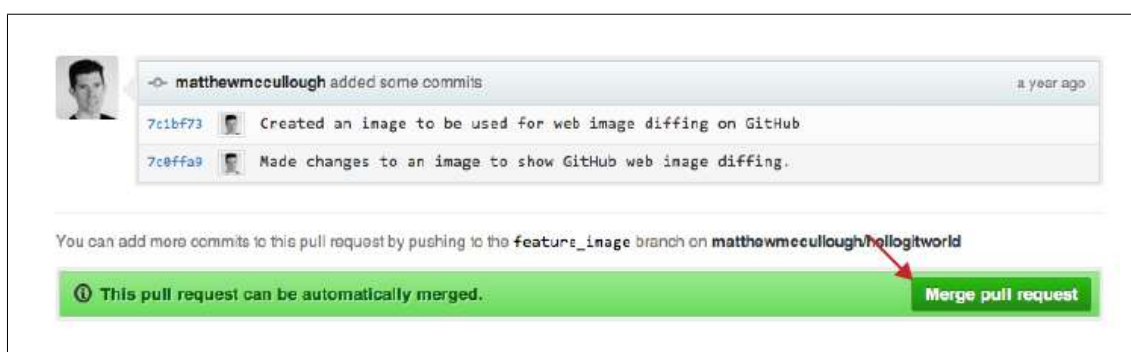 matthewmccullough added some commits a year ago
7c1bf73 Created an image to be used for web image diffing on GitHub
7c0ffa9 Made changes to an image to show GitHub web image diffing.
You can add more commits to this pull request by pushing to the feature_image branch on matthewmccullough/hellogitworld
This pull request can be automatically merged. Merge pull request